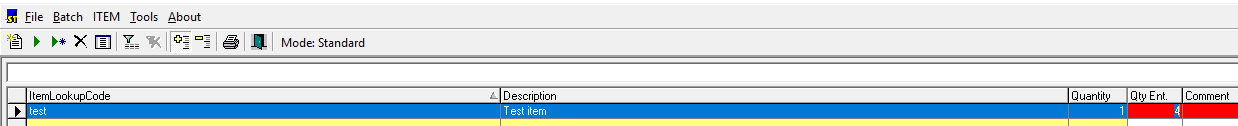 File Batch ITEM Tools About
Mode: Standard
ItemLookupCode Description Quantity Qty Ent. Comment
test Test item 1 4